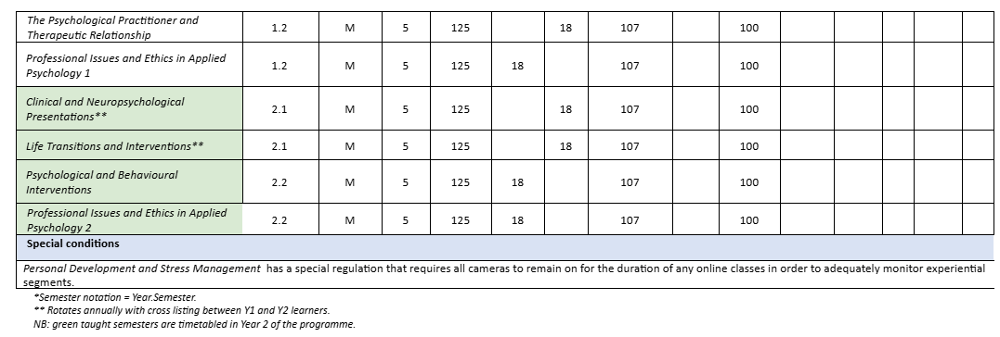 The Psychological Practitioner and
Therapeutic Relationship 1.2 M 5 125 18 107 100
Professional Issues and Ethics in Applied
Psychology 1 1.2 M 5 125 18 107 100
Clinical and Neuropsychological
Presentations** 2.1 M 5 125 18 107 100
Life Transitions and Interventions** 2.1 M 5 125 18 107 100
Psychological and Behavioural
Interventions 2.2 M 5 125 18 107 100
Professional Issues and Ethics in Applied
Psychology 2 2.2 M 5 125 18 107 100
Special conditions
Personal Development and Stress Management has a special regulation that requires all cameras to remain on for the duration of any online classes in order to adequately monitor experiential
segments.
*Semester notation = Year.Semester.
** Rotates annually with cross listing between Y1 and Y2 learners.
NB: green taught semesters are timetabled in Year 2 of the programme.